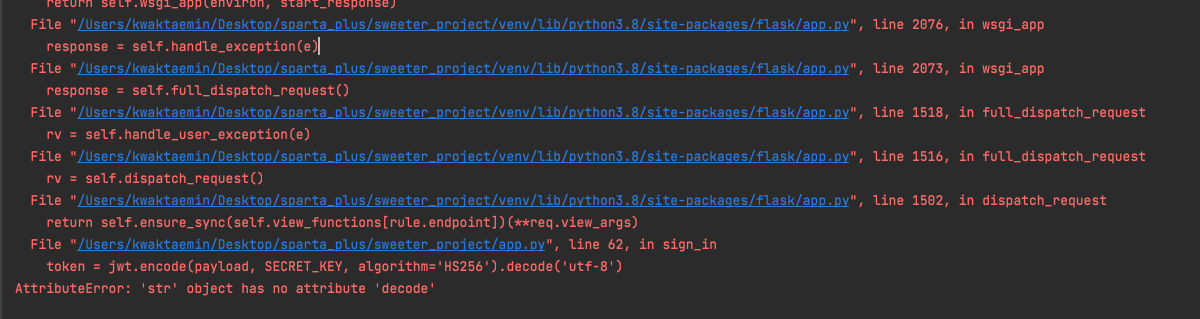 return self.wsgi_app(environ, start_response)
File "/Users/kwaktaemin/Desktop/sparta_plus/sweeter_project/venv/lib/python3.8/site-packages/flask/app.py", line 2076, in wsgi_app
response = self.handle_exception(e)
File "/Users/kwaktaemin/Desktop/sparta_plus/sweeter_project/venv/lib/python3.8/site-packages/flask/app.py", line 2073, in wsgi_app
response = self.full_dispatch_request()
File "/Users/kwaktaemin/Desktop/sparta_plus/sweeter_project/venv/lib/python3.8/site-packages/flask/app.py", line 1518, in full_dispatch_request
rv = self.handle_user_exception(e)
File "/Users/kwaktaemin/Desktop/sparta_plus/sweeter_project/venv/lib/python3.8/site-packages/flask/app.py", line 1516, in full_dispatch_request
rv = self.dispatch_request()
File "/Users/kwaktaemin/Desktop/sparta_plus/sweeter_project/venv/lib/python3.8/site-packages/flask/app.py", line 1502, in dispatch_request
return self.ensure_sync(self.view_functions[rule.endpoint])(**req.view_args)
File "/Users/kwaktaemin/Desktop/sparta_plus/sweeter_project/app.py", line 62, in sign_in
token = jwt.encode(payload, SECRET_KEY, algorithm='HS256').decode('utf-8')
AttributeError: 'str' object has no attribute 'decode'